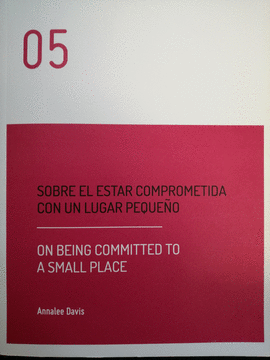 05
SOBRE EL ESTAR COMPROMETIDA
CON UN LUGAR PEQUEÑO
ON BEING COMMITTED TO
A SMALL PLACE
Annalee Davis